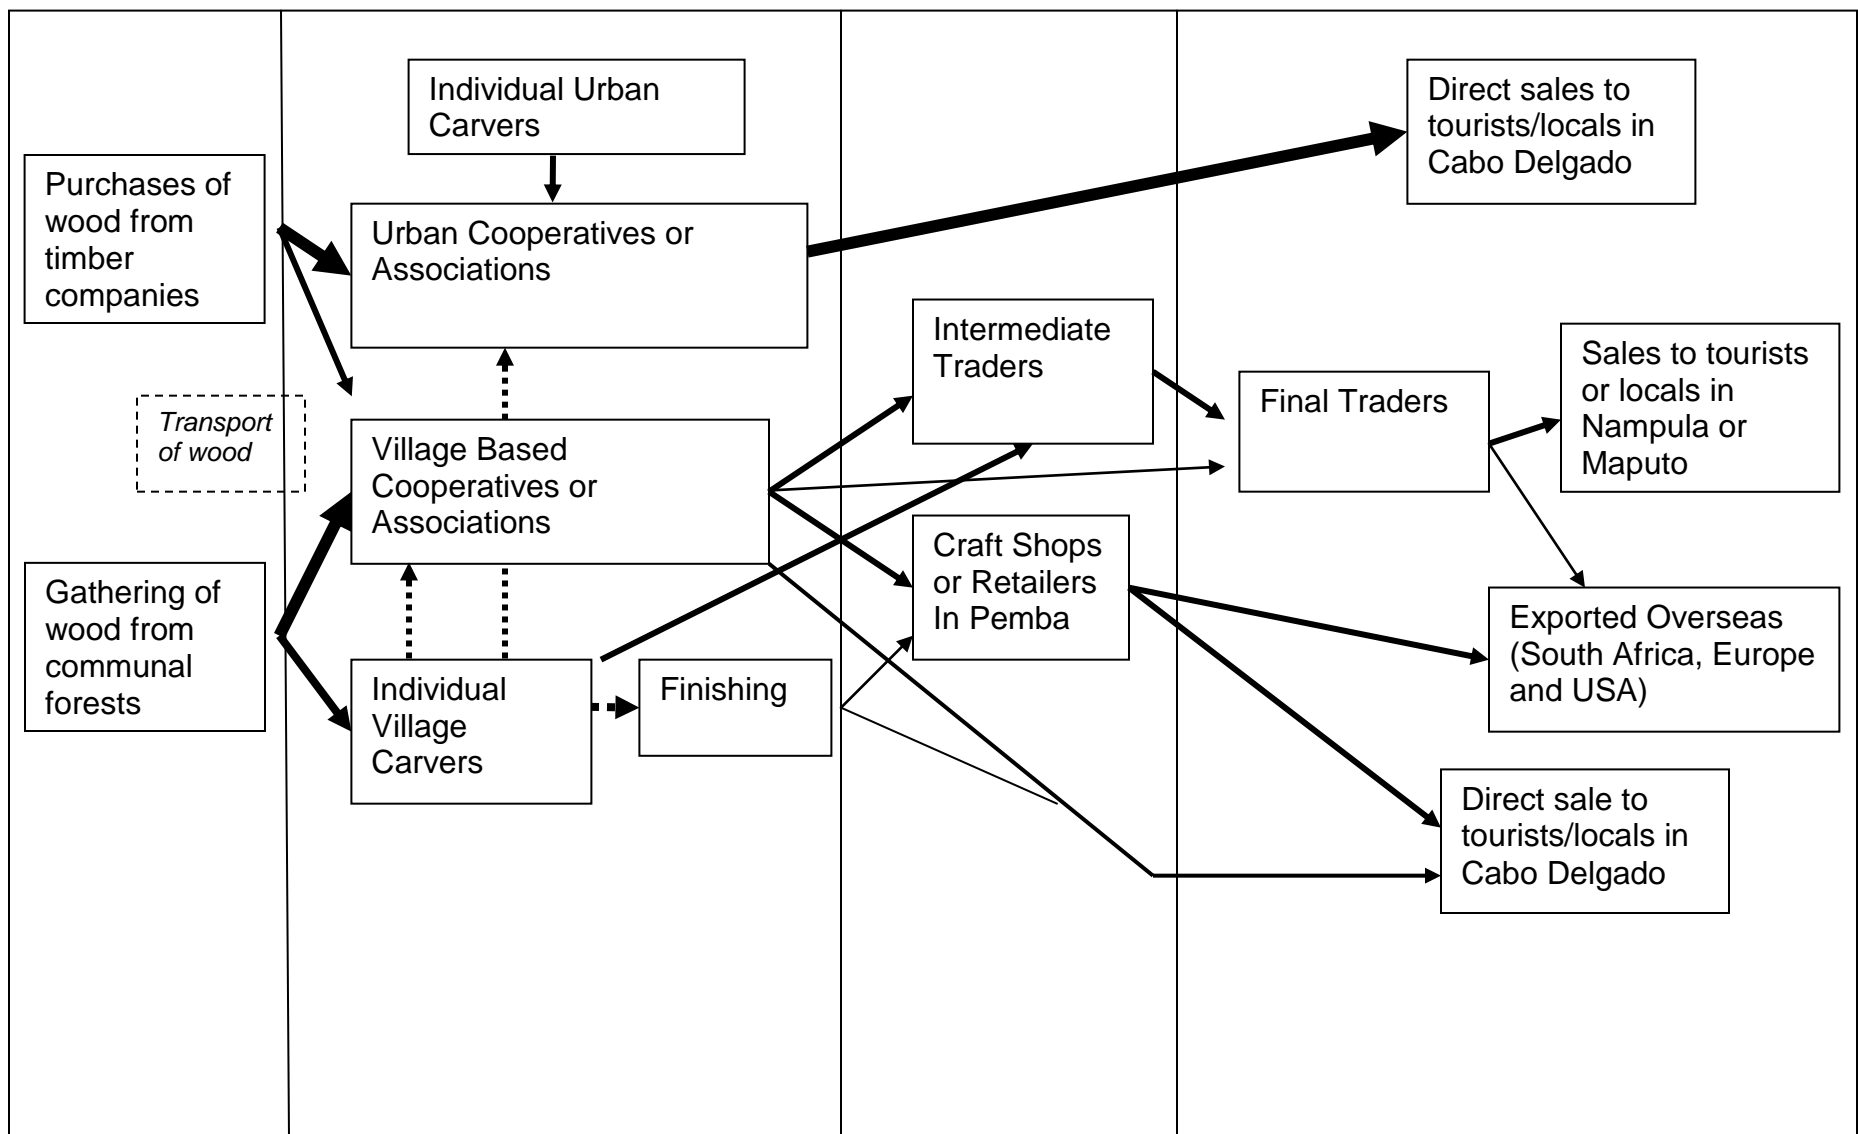 Individual Urban
Carvers
Direct sales to
tourists/locals in
Cabo Delgado
Purchases of
wood from
timber
companies
Urban Cooperatives or
Associations
Intermediate
Traders
Final Traders
Sales to tourists
or locals in
Nampula or
Maputo
Transport
of wood
Village Based
Cooperatives or
Associations
Craft Shops
or Retailers
In Pemba
Gathering of
wood from
communal
forests
Exported Overseas
(South Africa, Europe
and USA)
Individual
Village
Carvers
Finishing
Direct sale to
tourists/locals in
Cabo Delgado